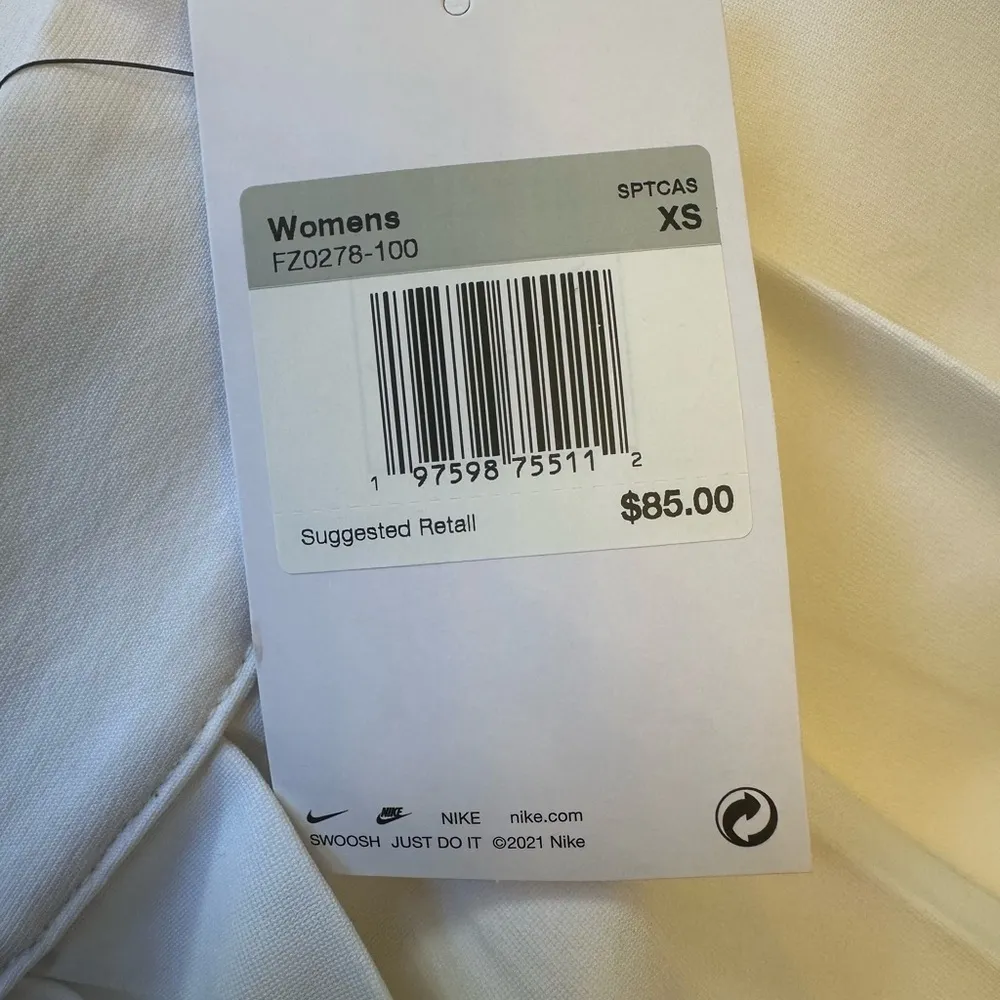 SPTCAS
Womens XS
FZ0278-100
1 97598 75511 2
$85.00
Suggested Retail
NIKE NIKE nike.com
SWOOSH JUST DO IT ©2021 Nike